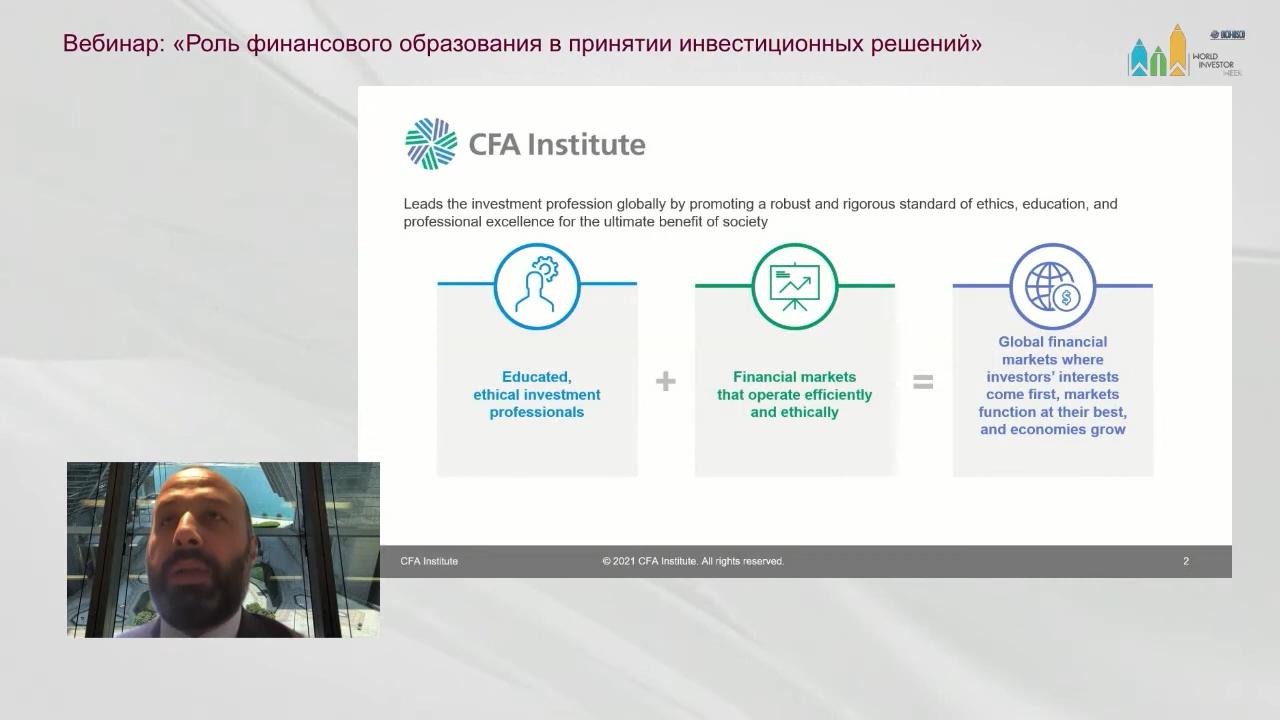 Вебинар: «Роль финансового образования в принятии инвестиционных решений»
WORLD
INVESTOR
WEEK
CFA Institute
Leads the investment profession globally by promoting a robust and rigorous standard of ethics, education, and
professional excellence for the ultimate benefit of society
Educated,
ethical investment
professionals
+
Financial markets
that operate efficiently
and ethically
=
Global financial
markets where
investors' interests
come first, markets
function at their best,
and economies grow
$
CFA Institute
© 2021 CFA Institute. All rights reserved.
2